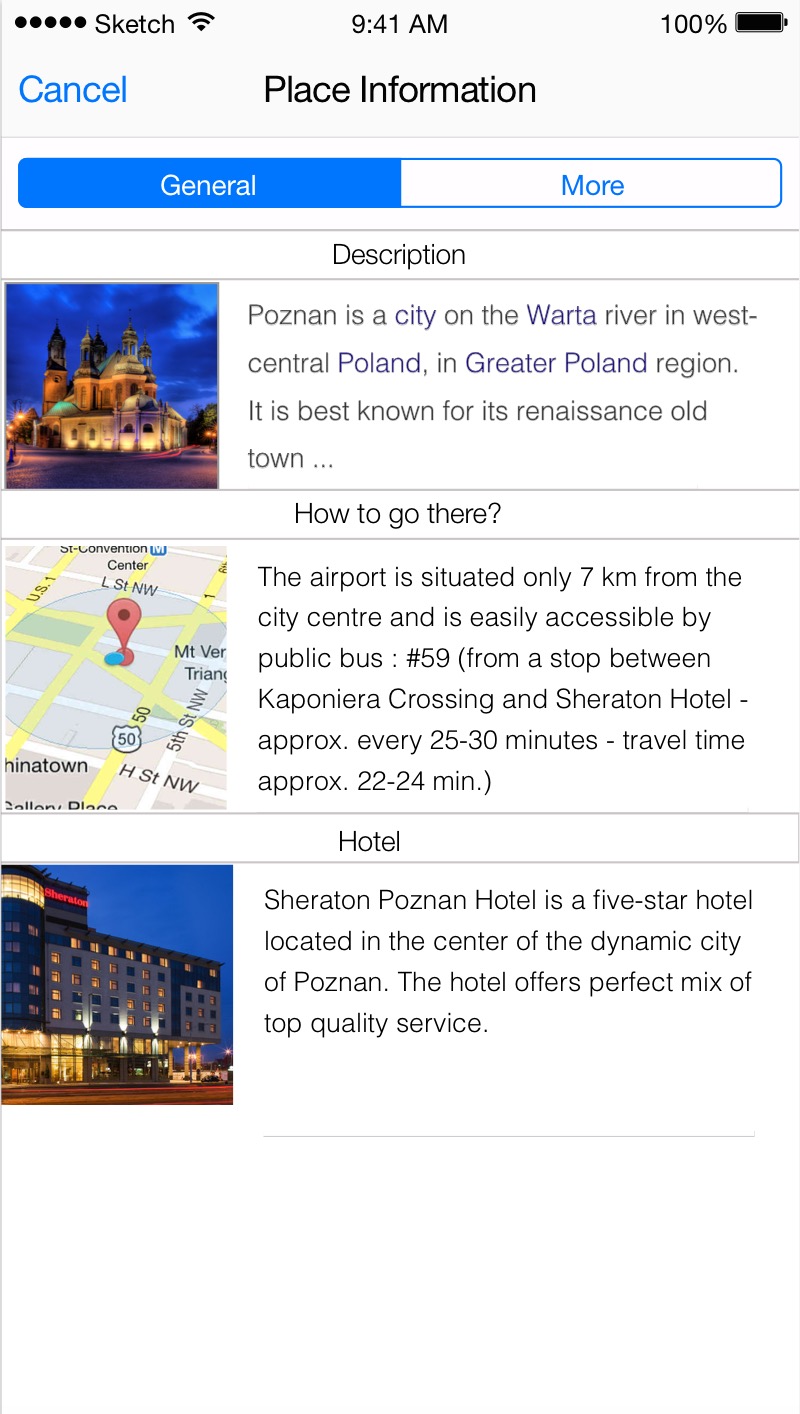 Sketch 9:41 AM 100%
Cancel Place Information
General More
Description
Poznan is a city on the Warta river in west-
central Poland, in Greater Poland region.
It is best known for its renaissance old
town ...
How to go there?
St-Convention M
Center
L St NW
U.S. 1
1
Mt Ver
Triang
50
50
5th St NW
hinatown
H St NW
Gallery Place
The airport is situated only 7 km from the
city centre and is easily accessible by
public bus : #59 (from a stop between
Kaponiera Crossing and Sheraton Hotel -
approx. every 25-30 minutes - travel time
approx. 22-24 min.)
Hotel
Sheraton
Sheraton Poznan Hotel is a five-star hotel
located in the center of the dynamic city
of Poznan. The hotel offers perfect mix of
top quality service.